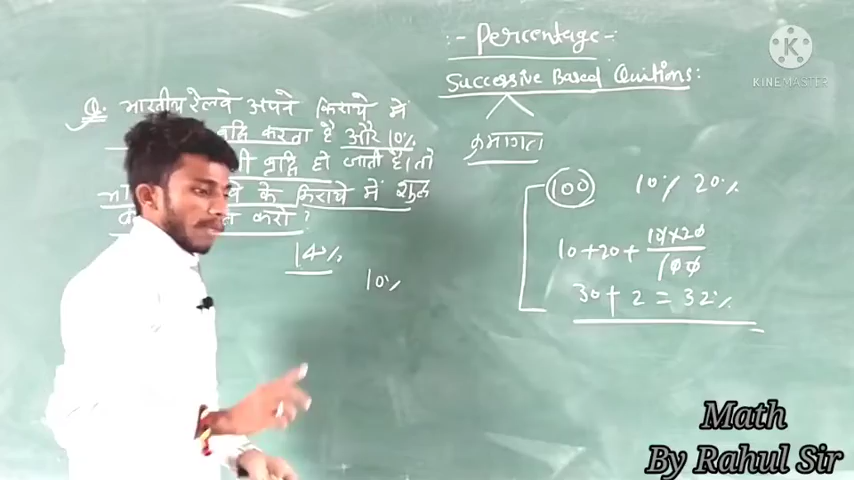 :- Percentage -:
Successive Based Quitions:
क्रमागत
Q. भारतीय रेलवे अपने किराये में
वृद्धि करता है और 10%
वृद्धि हो जाती है, तो
के किराये में शुल्क
करो ?
14%
10%
100 10% 20%
10+20+ 10×20
100
30+ 2 = 32%
K
KINEMASTER
Math
By Rahul Sir